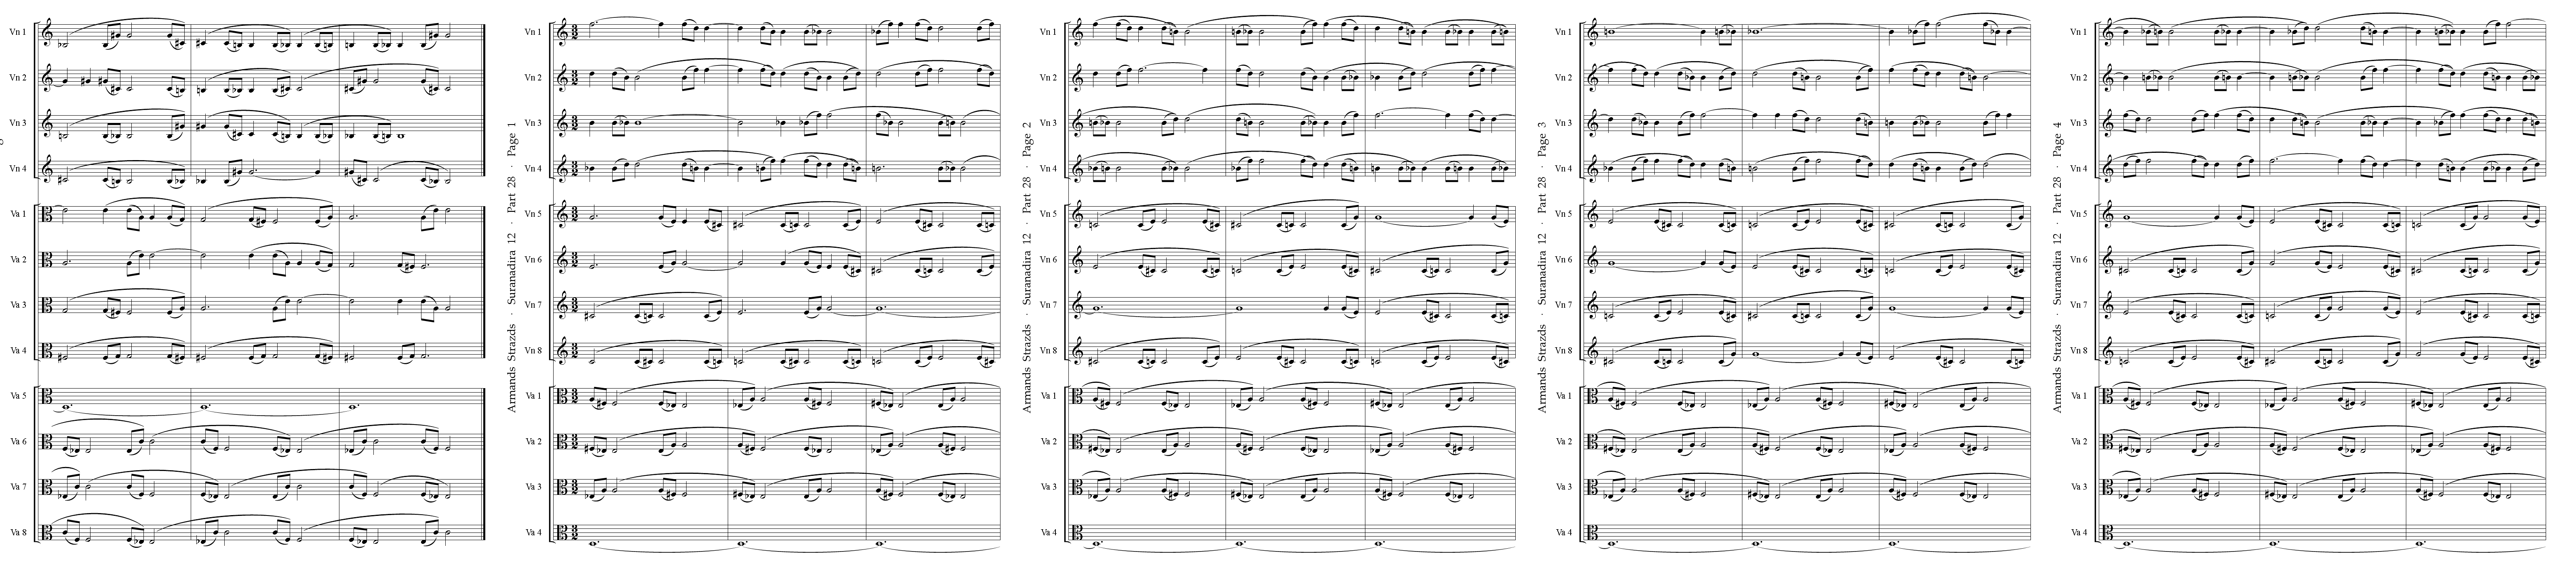 Vn 1
Vn 2
Vn 3
Vn 4
Va 1
Va 2
Va 3
Va 4
Va 5
Va 6
Va 7
Va 8
Armands Strazds · Suranadira 12 · Part 28 · Page 1
Vn 1
Vn 2
Vn 3
Vn 4
Vn 5
Vn 6
Vn 7
Vn 8
Va 1
Va 2
Va 3
Va 4
Armands Strazds · Suranadira 12 · Part 28 · Page 2
Vn 1
Vn 2
Vn 3
Vn 4
Vn 5
Vn 6
Vn 7
Vn 8
Va 1
Va 2
Va 3
Va 4
Armands Strazds · Suranadira 12 · Part 28 · Page 3
Vn 1
Vn 2
Vn 3
Vn 4
Vn 5
Vn 6
Vn 7
Vn 8
Va 1
Va 2
Va 3
Va 4
Armands Strazds · Suranadira 12 · Part 28 · Page 4
Vn 1
Vn 2
Vn 3
Vn 4
Vn 5
Vn 6
Vn 7
Vn 8
Va 1
Va 2
Va 3
Va 4